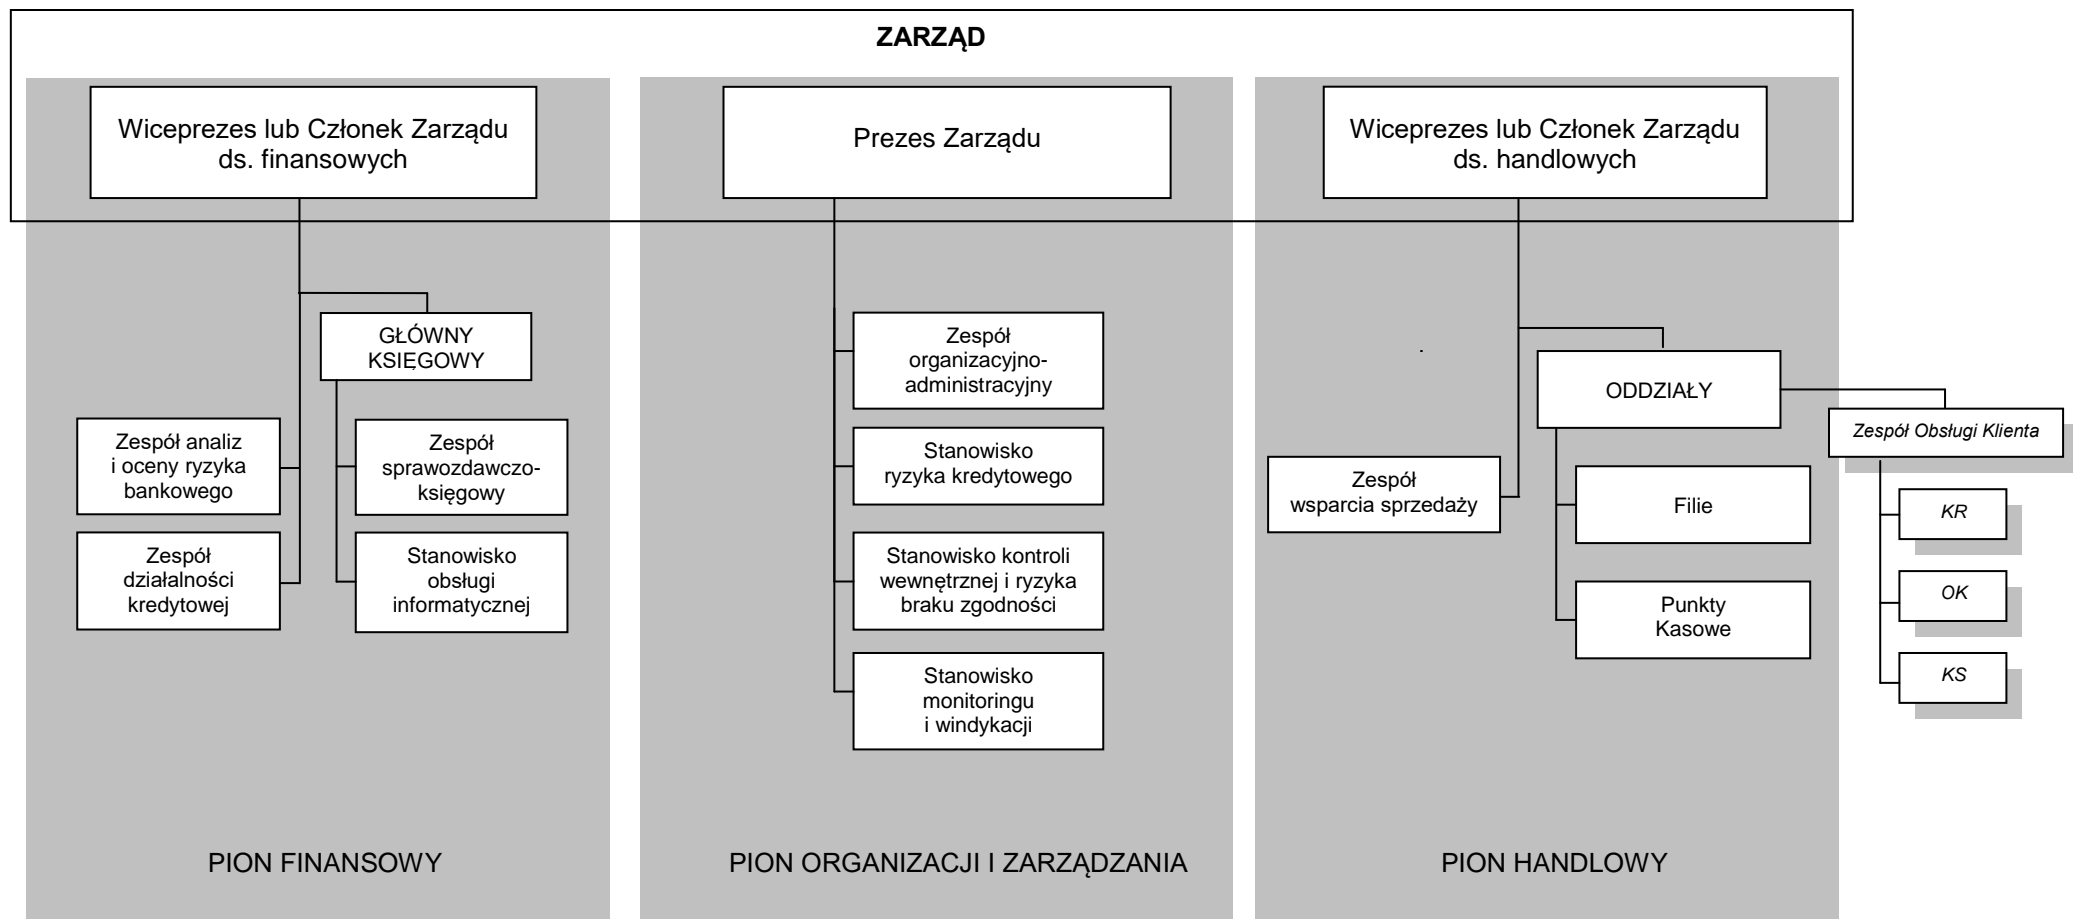 ZARZĄD
Wiceprezes lub Członek Zarządu
ds. finansowych
Prezes Zarządu
Wiceprezes lub Członek Zarządu
ds. handlowych
GŁÓWNY
KSIĘGOWY
Zespół analiz
i oceny ryzyka
bankowego
Zespół
sprawozdawczo-
księgowy
Zespół
działalności
kredytowej
Stanowisko
obsługi
informatycznej
PION FINANSOWY
Zespół
organizacyjno-
administracyjny
Stanowisko
ryzyka kredytowego
Stanowisko kontroli
wewnętrznej i ryzyka
braku zgodności
Stanowisko
monitoringu
i windykacji
PION ORGANIZACJI I ZARZĄDZANIA
ODDZIAŁY
Zespół
wsparcia sprzedaży
Filie
Punkty
Kasowe
PION HANDLOWY
Zespół Obsługi Klienta
KR
OK
KS